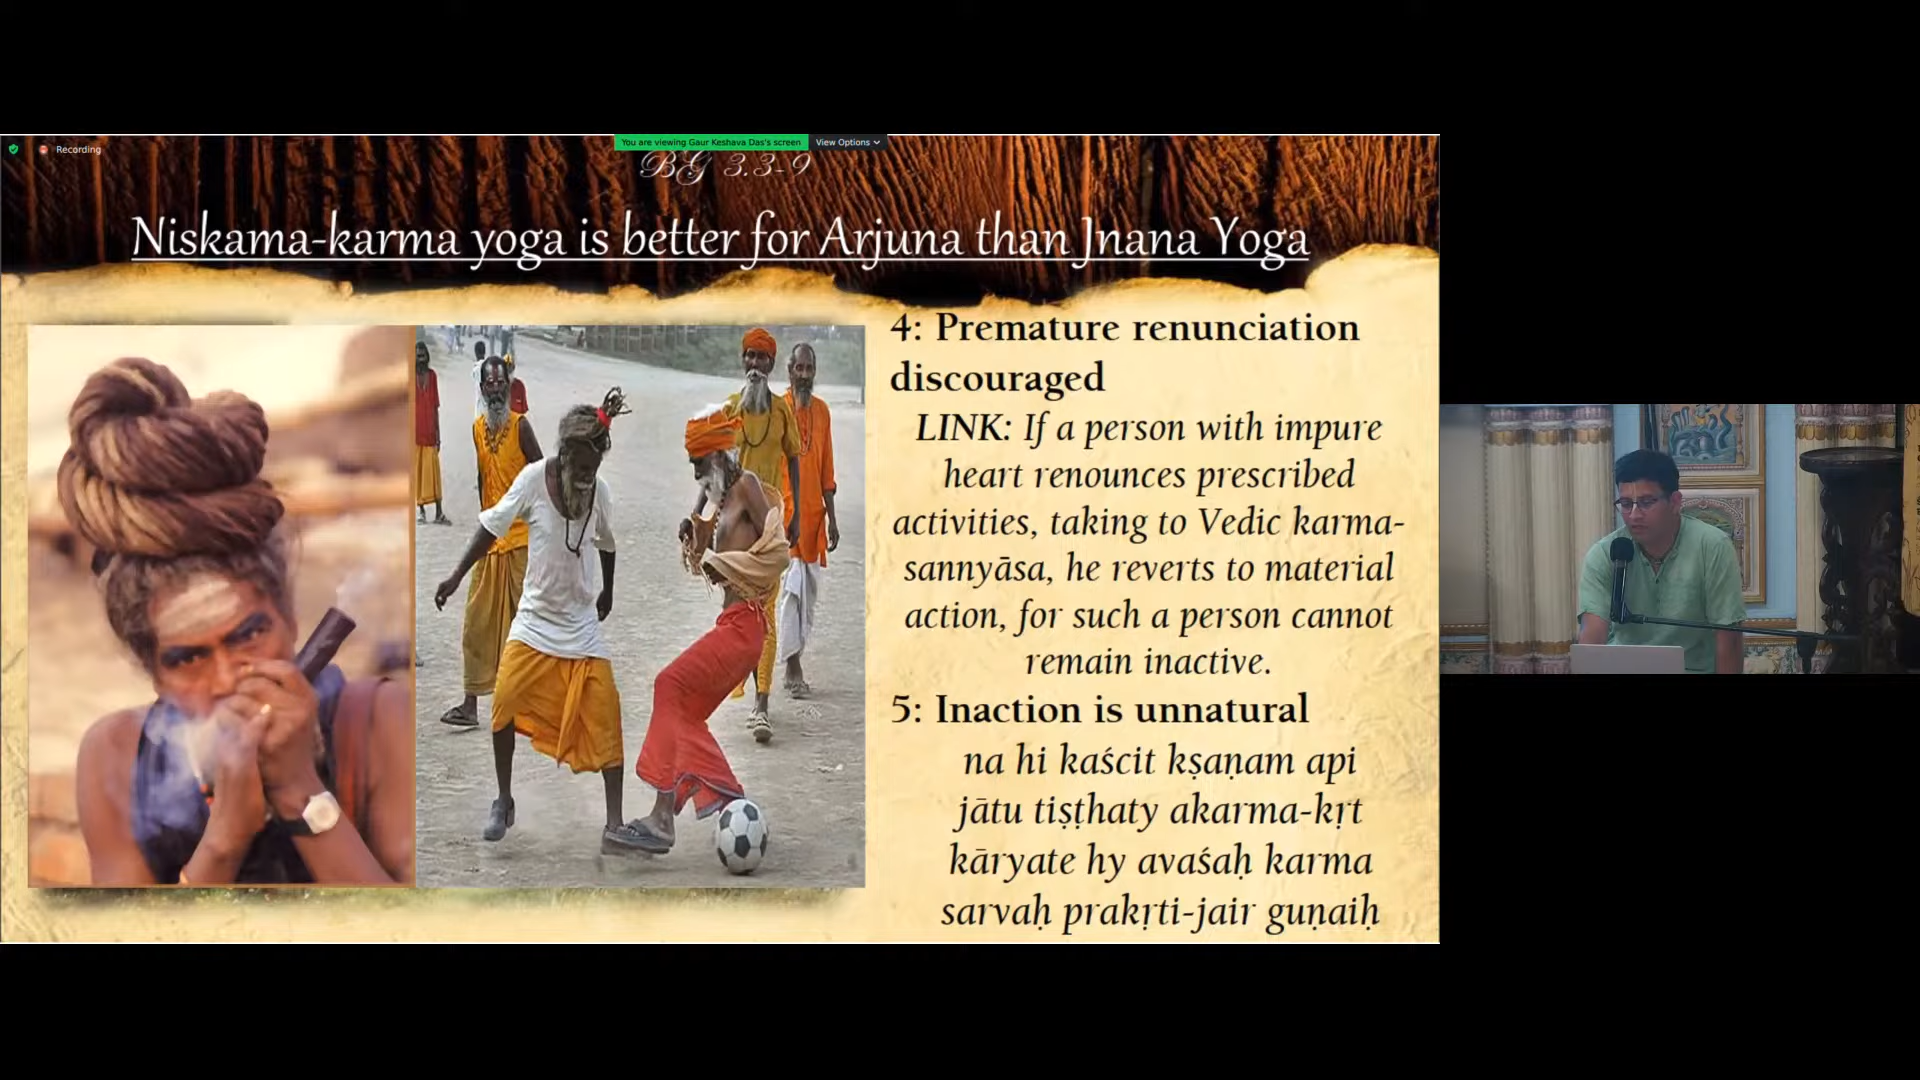 Recording
You are viewing Gaur Keshava Das's screen
View Options
BG 3.3-9
Niskama-karma yoga is better for Arjuna than Jnana Yoga
4: Premature renunciation
discouraged
LINK: If a person with impure
heart renounces prescribed
activities, taking to Vedic karma-
sannyāsa, he reverts to material
action, for such a person cannot
remain inactive.
5: Inaction is unnatural
na hi kaścit kṣaṇam api
jātu tiṣṭhaty akarma-kṛt
kāryate hy avaśaḥ karma
sarvaḥ prakṛti-jair guṇaiḥ